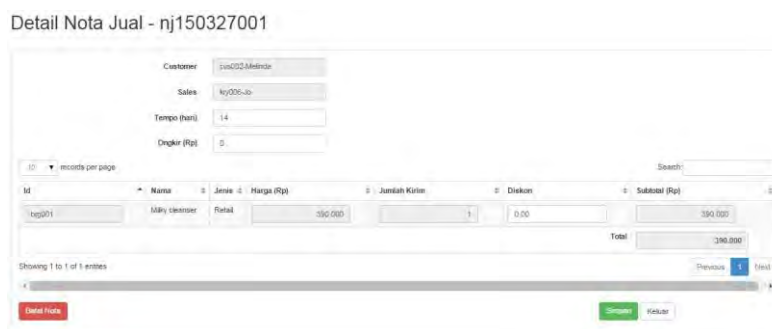 Detail Nota Jual - nj150327001
Customer cus002-Melinda
Sales kry006-Jo
Tempo (hari) 14
Ongkir (Rp) 0
10 records per page Search:
Id Nama Jenis Harga (Rp) Jumlah Kirim Diskon Subtotal (Rp)
brg001 Milky cleanser Retail 390.000 1 0.00 390.000
Total 390.000
Showing 1 to 1 of 1 entries Previous 1 Next
Batal Nota Simpan Keluar